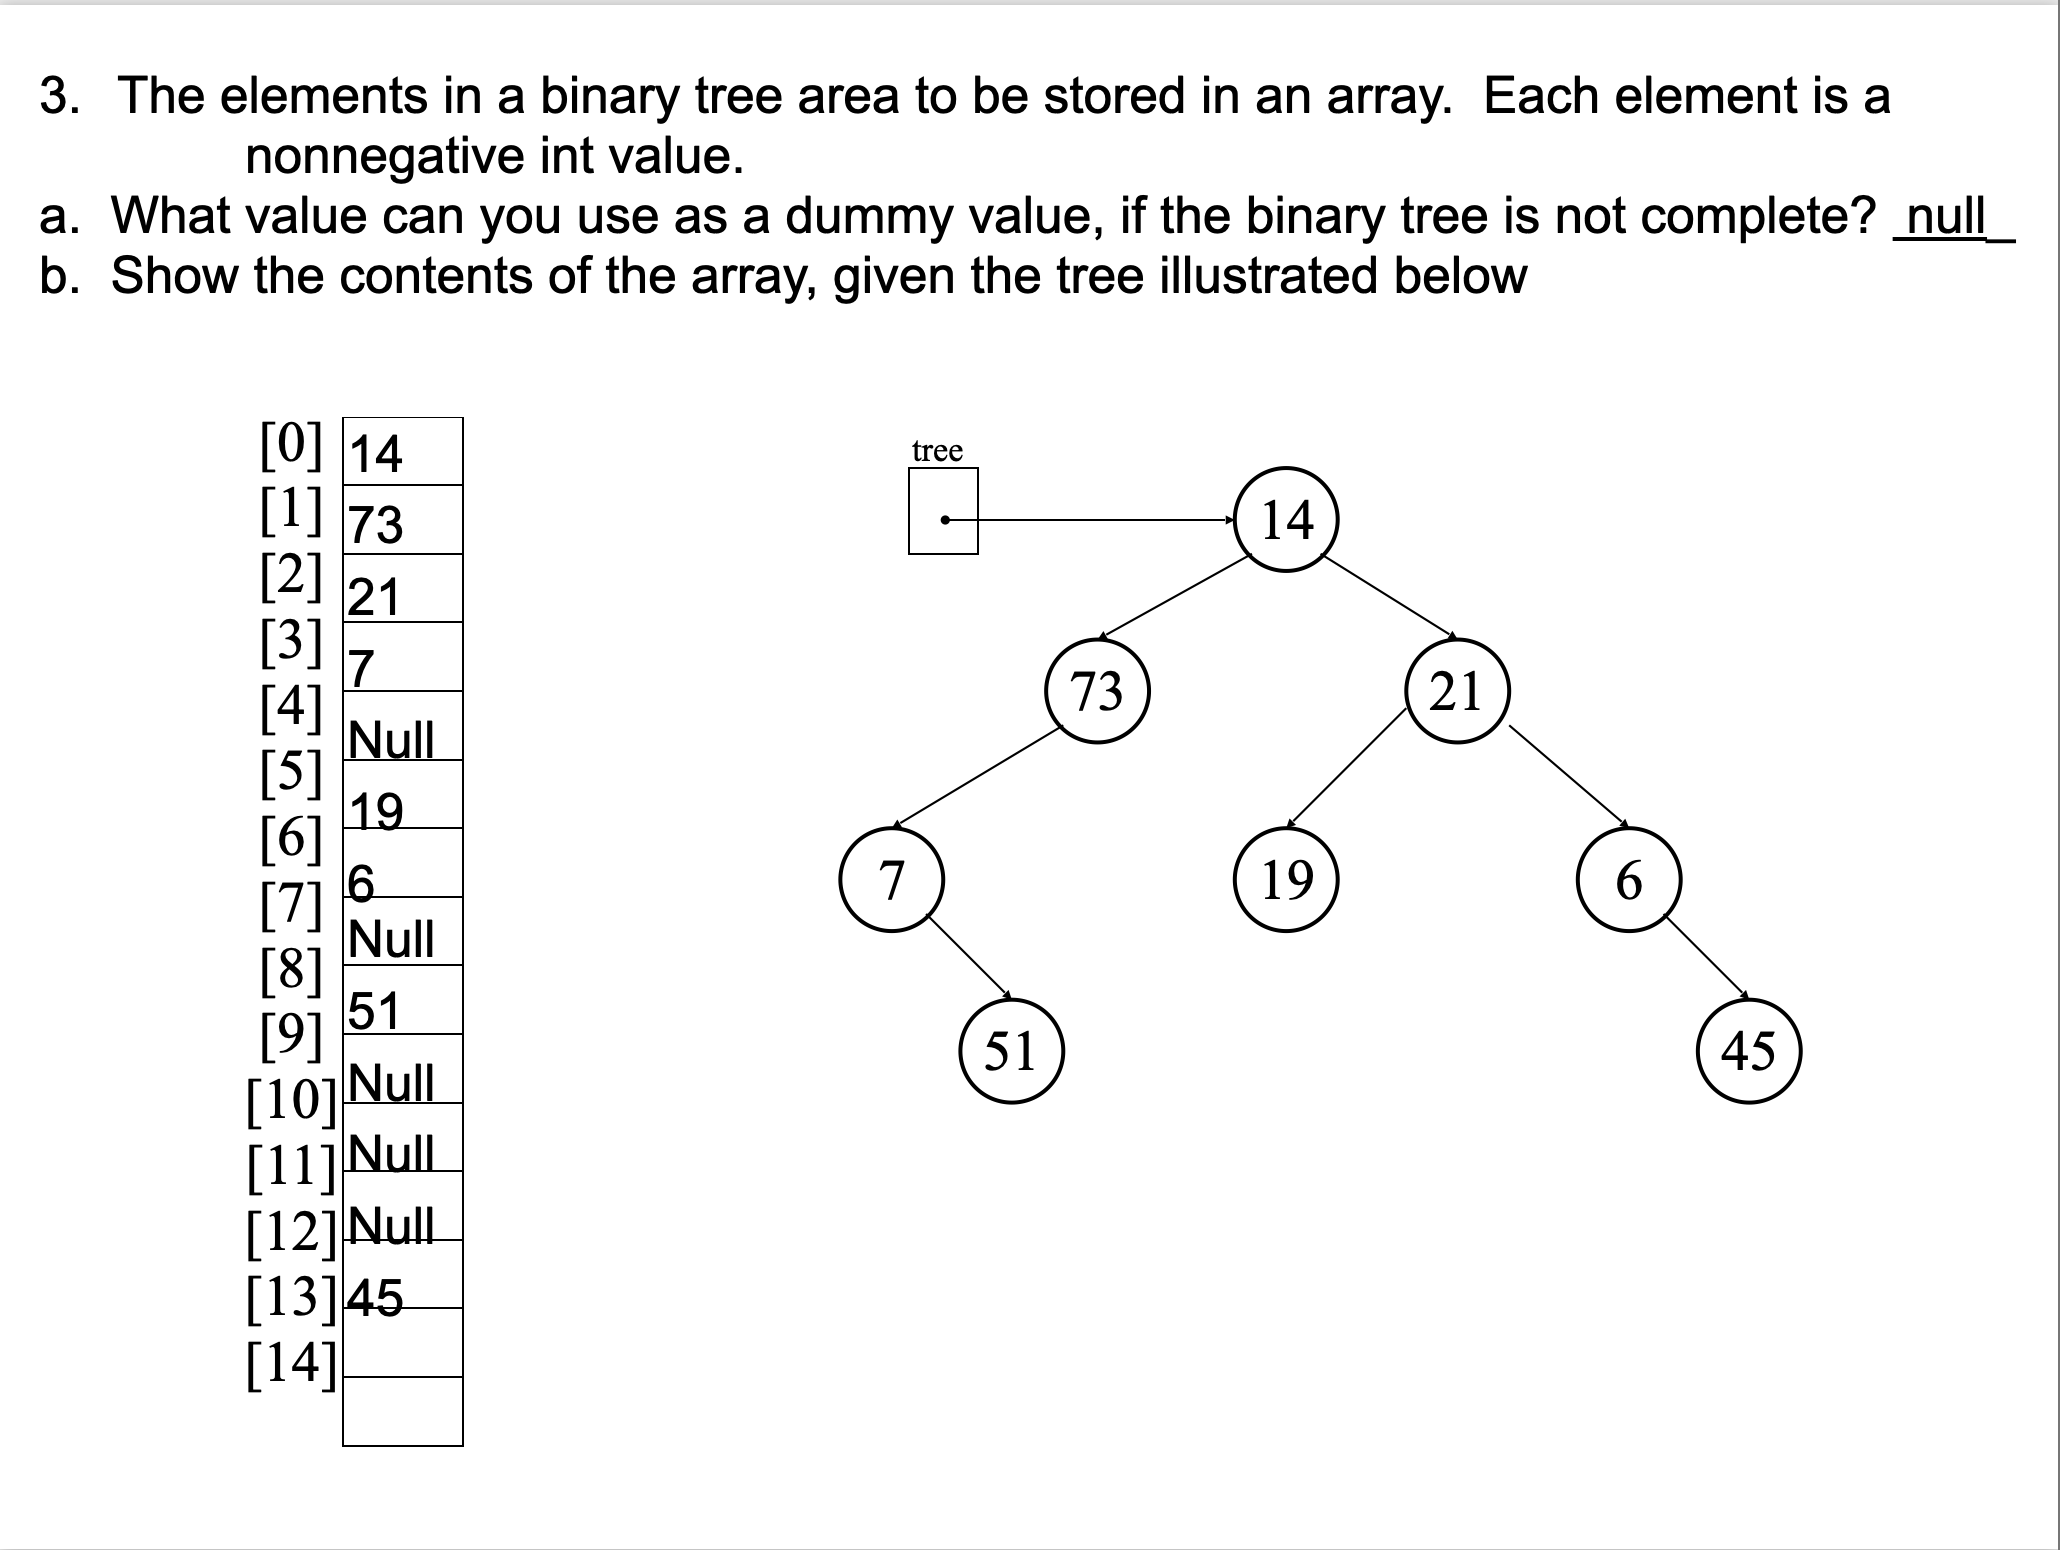 3. The elements in a binary tree area to be stored in an array. Each element is a
nonnegative int value.
a. What value can you use as a dummy value, if the binary tree is not complete? _null_
b. Show the contents of the array, given the tree illustrated below
[0] 14
[1] 73
[2] 21
[3] 7
[4] Null
[5] 19
[6] 6
[7] Null
[8] 51
[9] Null
[10] Null
[11] Null
[12] Null
[13] 45
[14]
tree
14
73 21
7 19 6
51 45